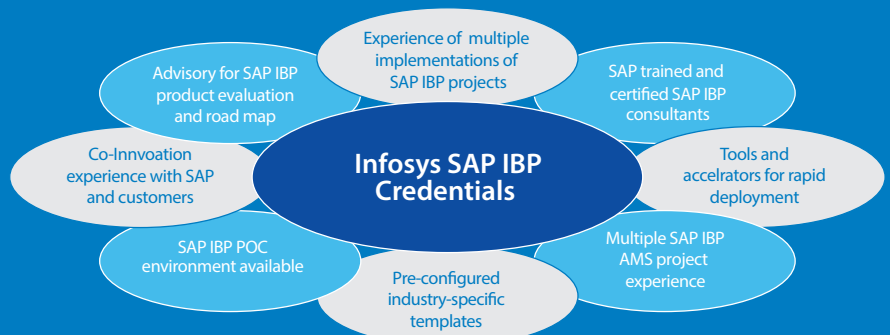 Experience of multiple
implementations of
SAP IBP projects
Advisory for SAP IBP
product evaluation
and road map
SAP trained and
certified SAP IBP
consultants
Co-Innvoation
experience with SAP
and customers
Infosys SAP IBP
Credentials
Tools and
accelrators for rapid
deployment
SAP IBP POC
environment available
Multiple SAP IBP
AMS project
experience
Pre-configured
industry-specific
templates